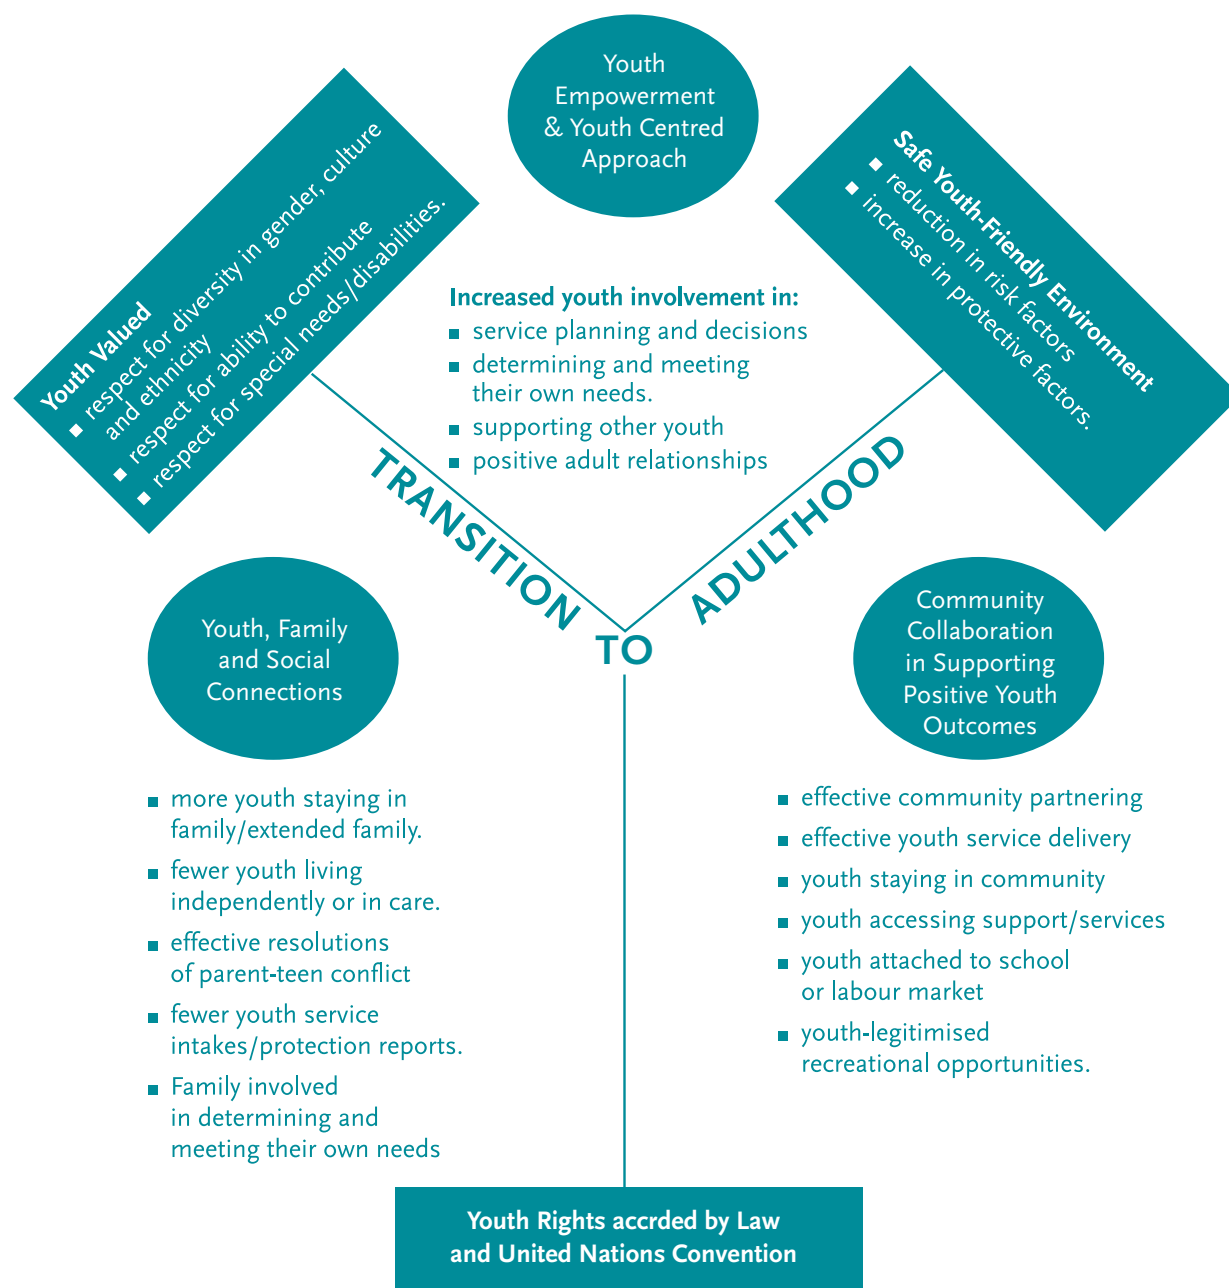 Youth
Empowerment
& Youth Centred
Approach
Youth Valued
■ respect for diversity in gender, culture
and ethnicity
■ respect for ability to contribute
■ respect for special needs/disabilities.
Safe Youth-Friendly Environment
■ reduction in risk factors
■ increase in protective factors.
Increased youth involvement in:
■ service planning and decisions
■ determining and meeting
their own needs.
■ supporting other youth
■ positive adult relationships
TRANSITION
TO
ADULTHOOD
Youth, Family
and Social
Connections
■ more youth staying in
family/extended family.
■ fewer youth living
independently or in care.
■ effective resolutions
of parent-teen conflict
■ fewer youth service
intakes/protection reports.
■ Family involved
in determining and
meeting their own needs
Community
Collaboration
in Supporting
Positive Youth
Outcomes
■ effective community partnering
■ effective youth service delivery
■ youth staying in community
■ youth accessing support/services
■ youth attached to school
or labour market
■ youth-legitimised
recreational opportunities.
Youth Rights accrded by Law
and United Nations Convention